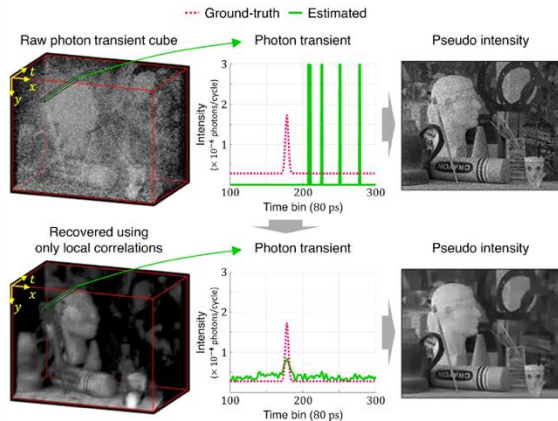 Ground-truth Estimated
Raw photon transient cube
Photon transient
Pseudo intensity
t
x
y
Intensity
(× 10⁻⁴ photons/cycle)
3
2
1
100 200 300
Time bin (80 ps)
CRAYON
Recovered using
only local correlations
Photon transient
Pseudo intensity
t
x
y
Intensity
(× 10⁻⁴ photons/cycle)
3
2
1
100 200 300
Time bin (80 ps)
CRAYON